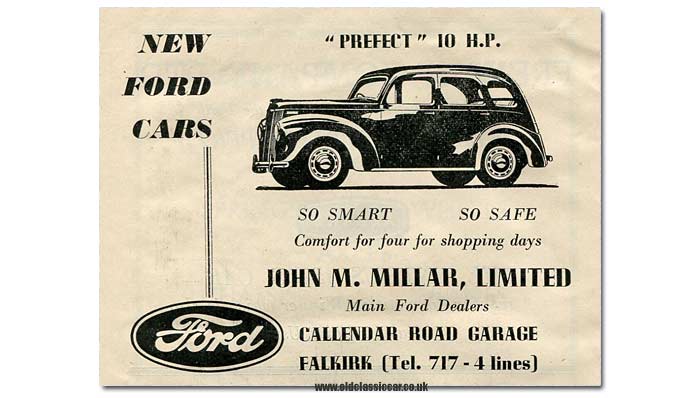 NEW
FORD
CARS
"PREFECT" 10 H.P.
SO SMART SO SAFE
Comfort for four for shopping days
JOHN M. MILLAR, LIMITED
Main Ford Dealers
CALLENDAR ROAD GARAGE
FALKIRK (Tel. 717 - 4 lines)
Ford
www.oldclassiccar.co.uk